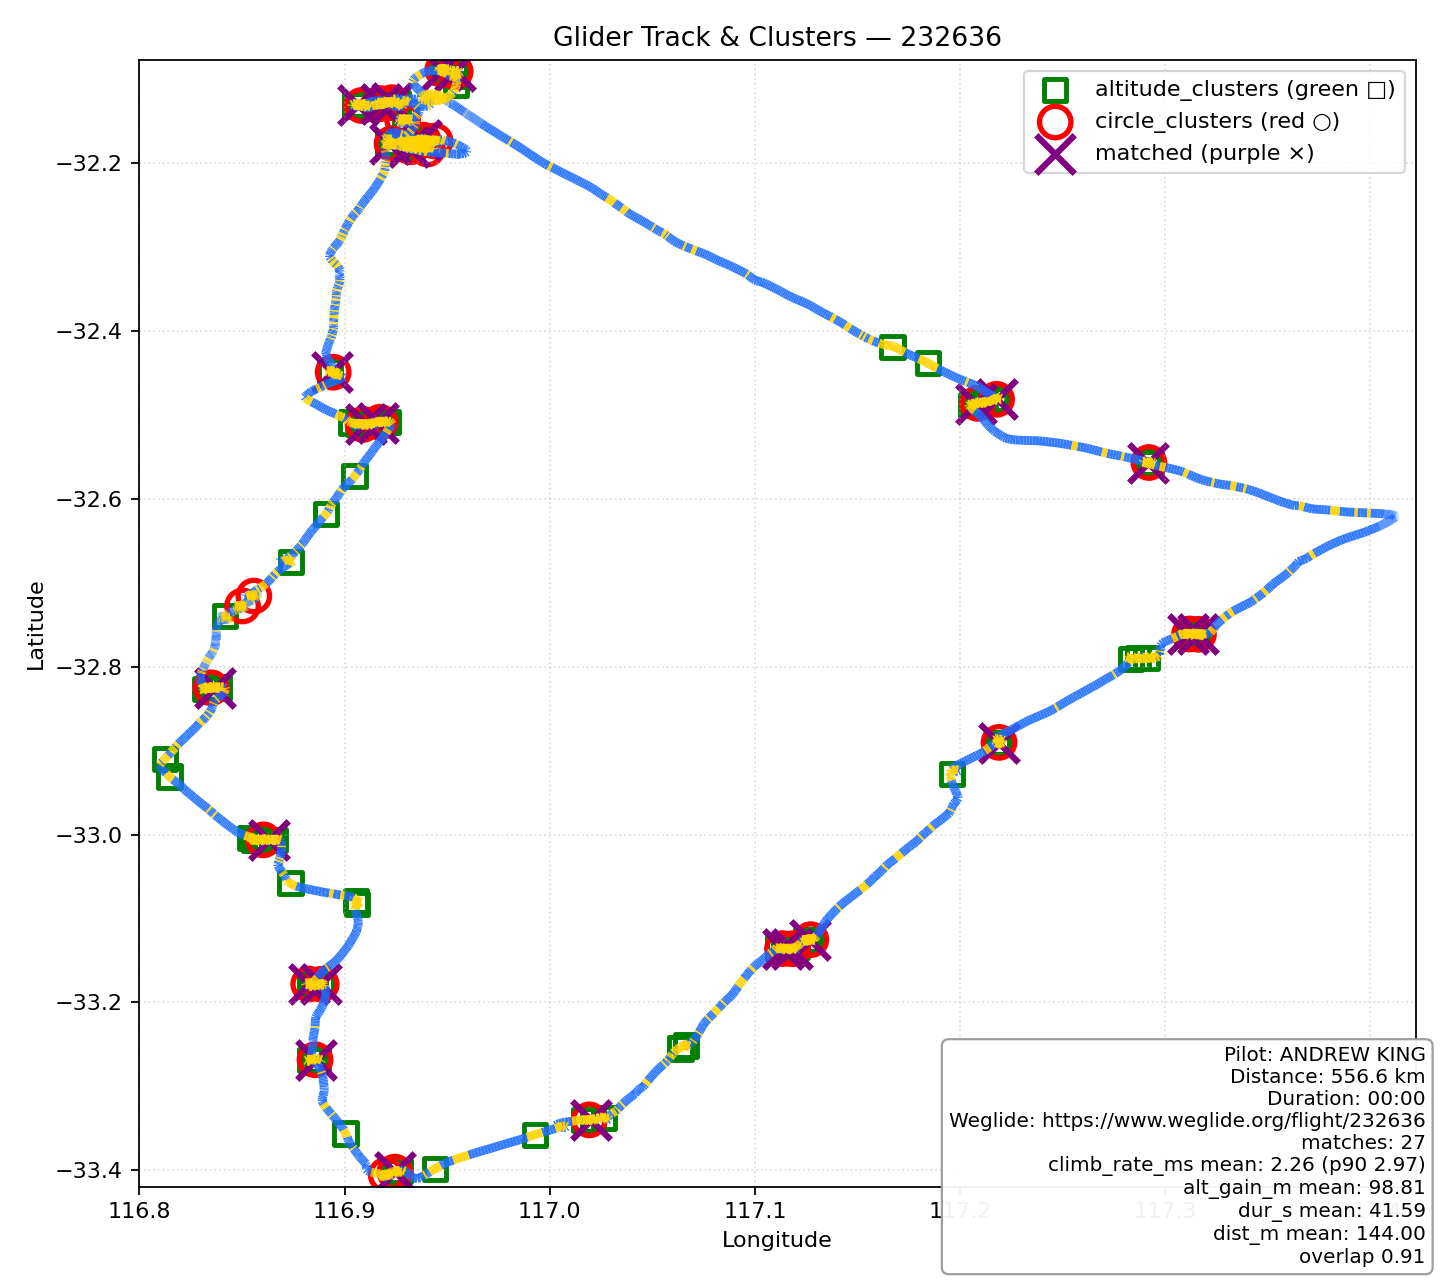 Glider Track & Clusters — 232636
altitude_clusters (green □)
circle_clusters (red ○)
matched (purple ×)
−32.2
−32.4
−32.6
−32.8
−33.0
−33.2
−33.4
Latitude
116.8
116.9
117.0
117.1
117.2
117.3
Longitude
Pilot: ANDREW KING
Distance: 556.6 km
Duration: 00:00
Weglide: https://www.weglide.org/flight/232636
matches: 27
climb_rate_ms mean: 2.26 (p90 2.97)
alt_gain_m mean: 98.81
dur_s mean: 41.59
dist_m mean: 144.00
overlap 0.91